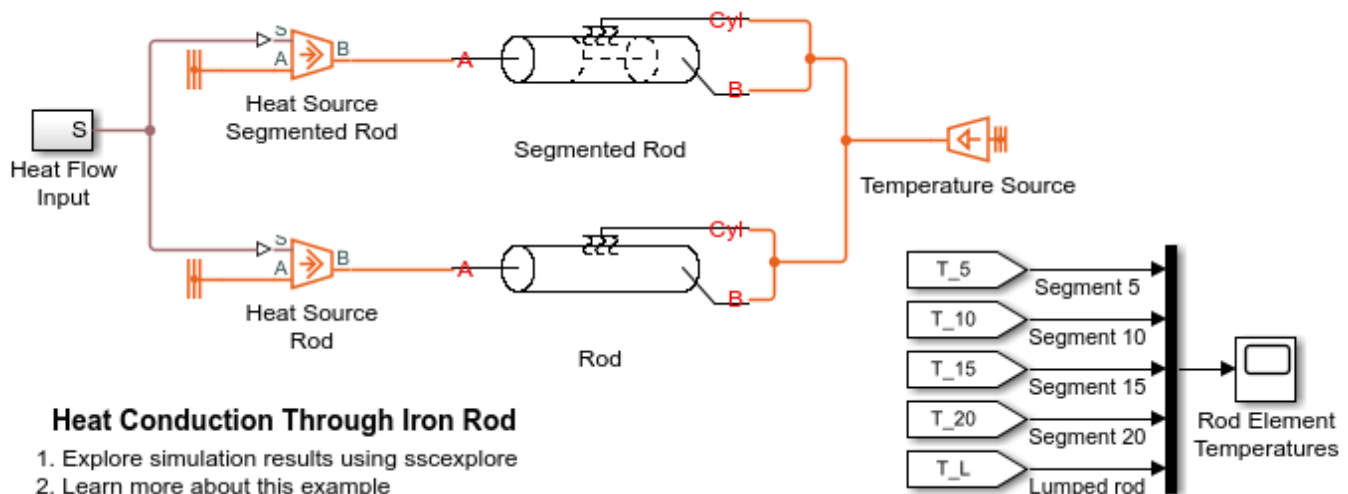 S
A
B
Heat Source
Segmented Rod
A
Cyl
B
Segmented Rod
S
Heat Flow
Input
Temperature Source
S
A
B
Heat Source
Rod
A
Cyl
B
Rod
T_5
Segment 5
T_10
Segment 10
T_15
Segment 15
T_20
Segment 20
T_L
Lumped rod
Rod Element
Temperatures
Heat Conduction Through Iron Rod
1. Explore simulation results using sscexplore
2. Learn more about this example